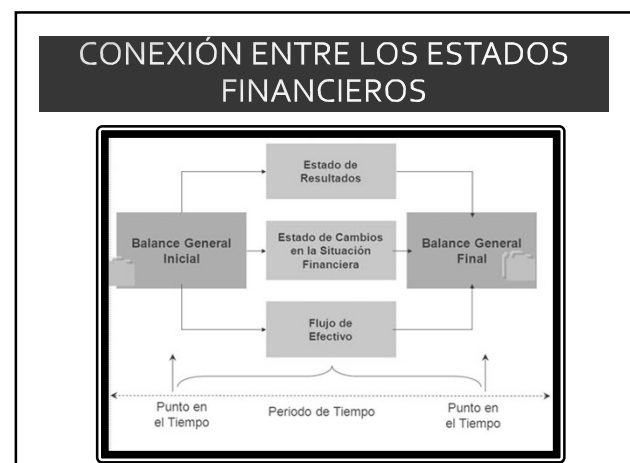 CONEXIÓN ENTRE LOS ESTADOS
FINANCIEROS
Estado de
Resultados
Balance General
Inicial
Estado de Cambios
en la Situación
Financiera
Balance General
Final
Flujo de
Efectivo
Punto en
el Tiempo
Periodo de Tiempo
Punto en
el Tiempo